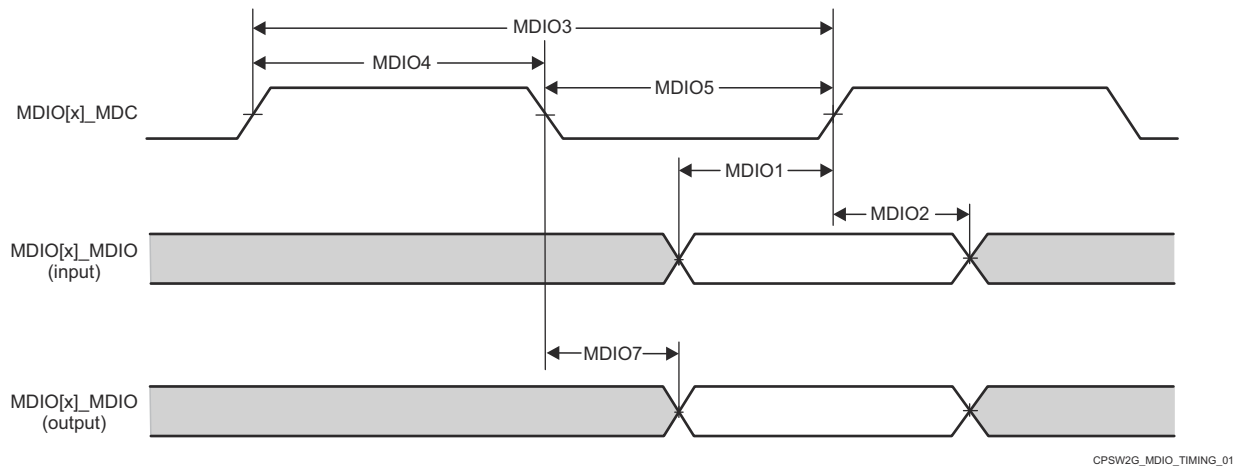 MDIO3
MDIO4
MDIO5
MDIO[x]_MDC
MDIO1
MDIO2
MDIO[x]_MDIO
(input)
MDIO7
MDIO[x]_MDIO
(output)
CPSW2G_MDIO_TIMING_01